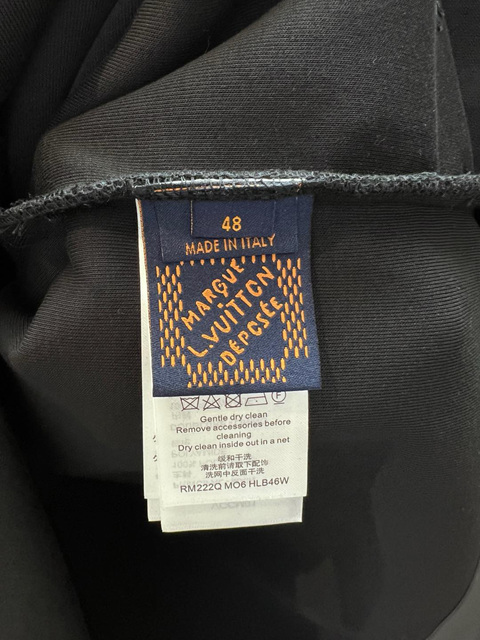 48
MADE IN ITALY
MARQUE
L.VUITTON
DEPOSÉE
Gentle dry clean
Remove accessories before
cleaning
Dry clean inside out in a net
缓和干洗
清洗前请取下配饰
洗网中反面干洗
RM222Q MO6 HLB46W